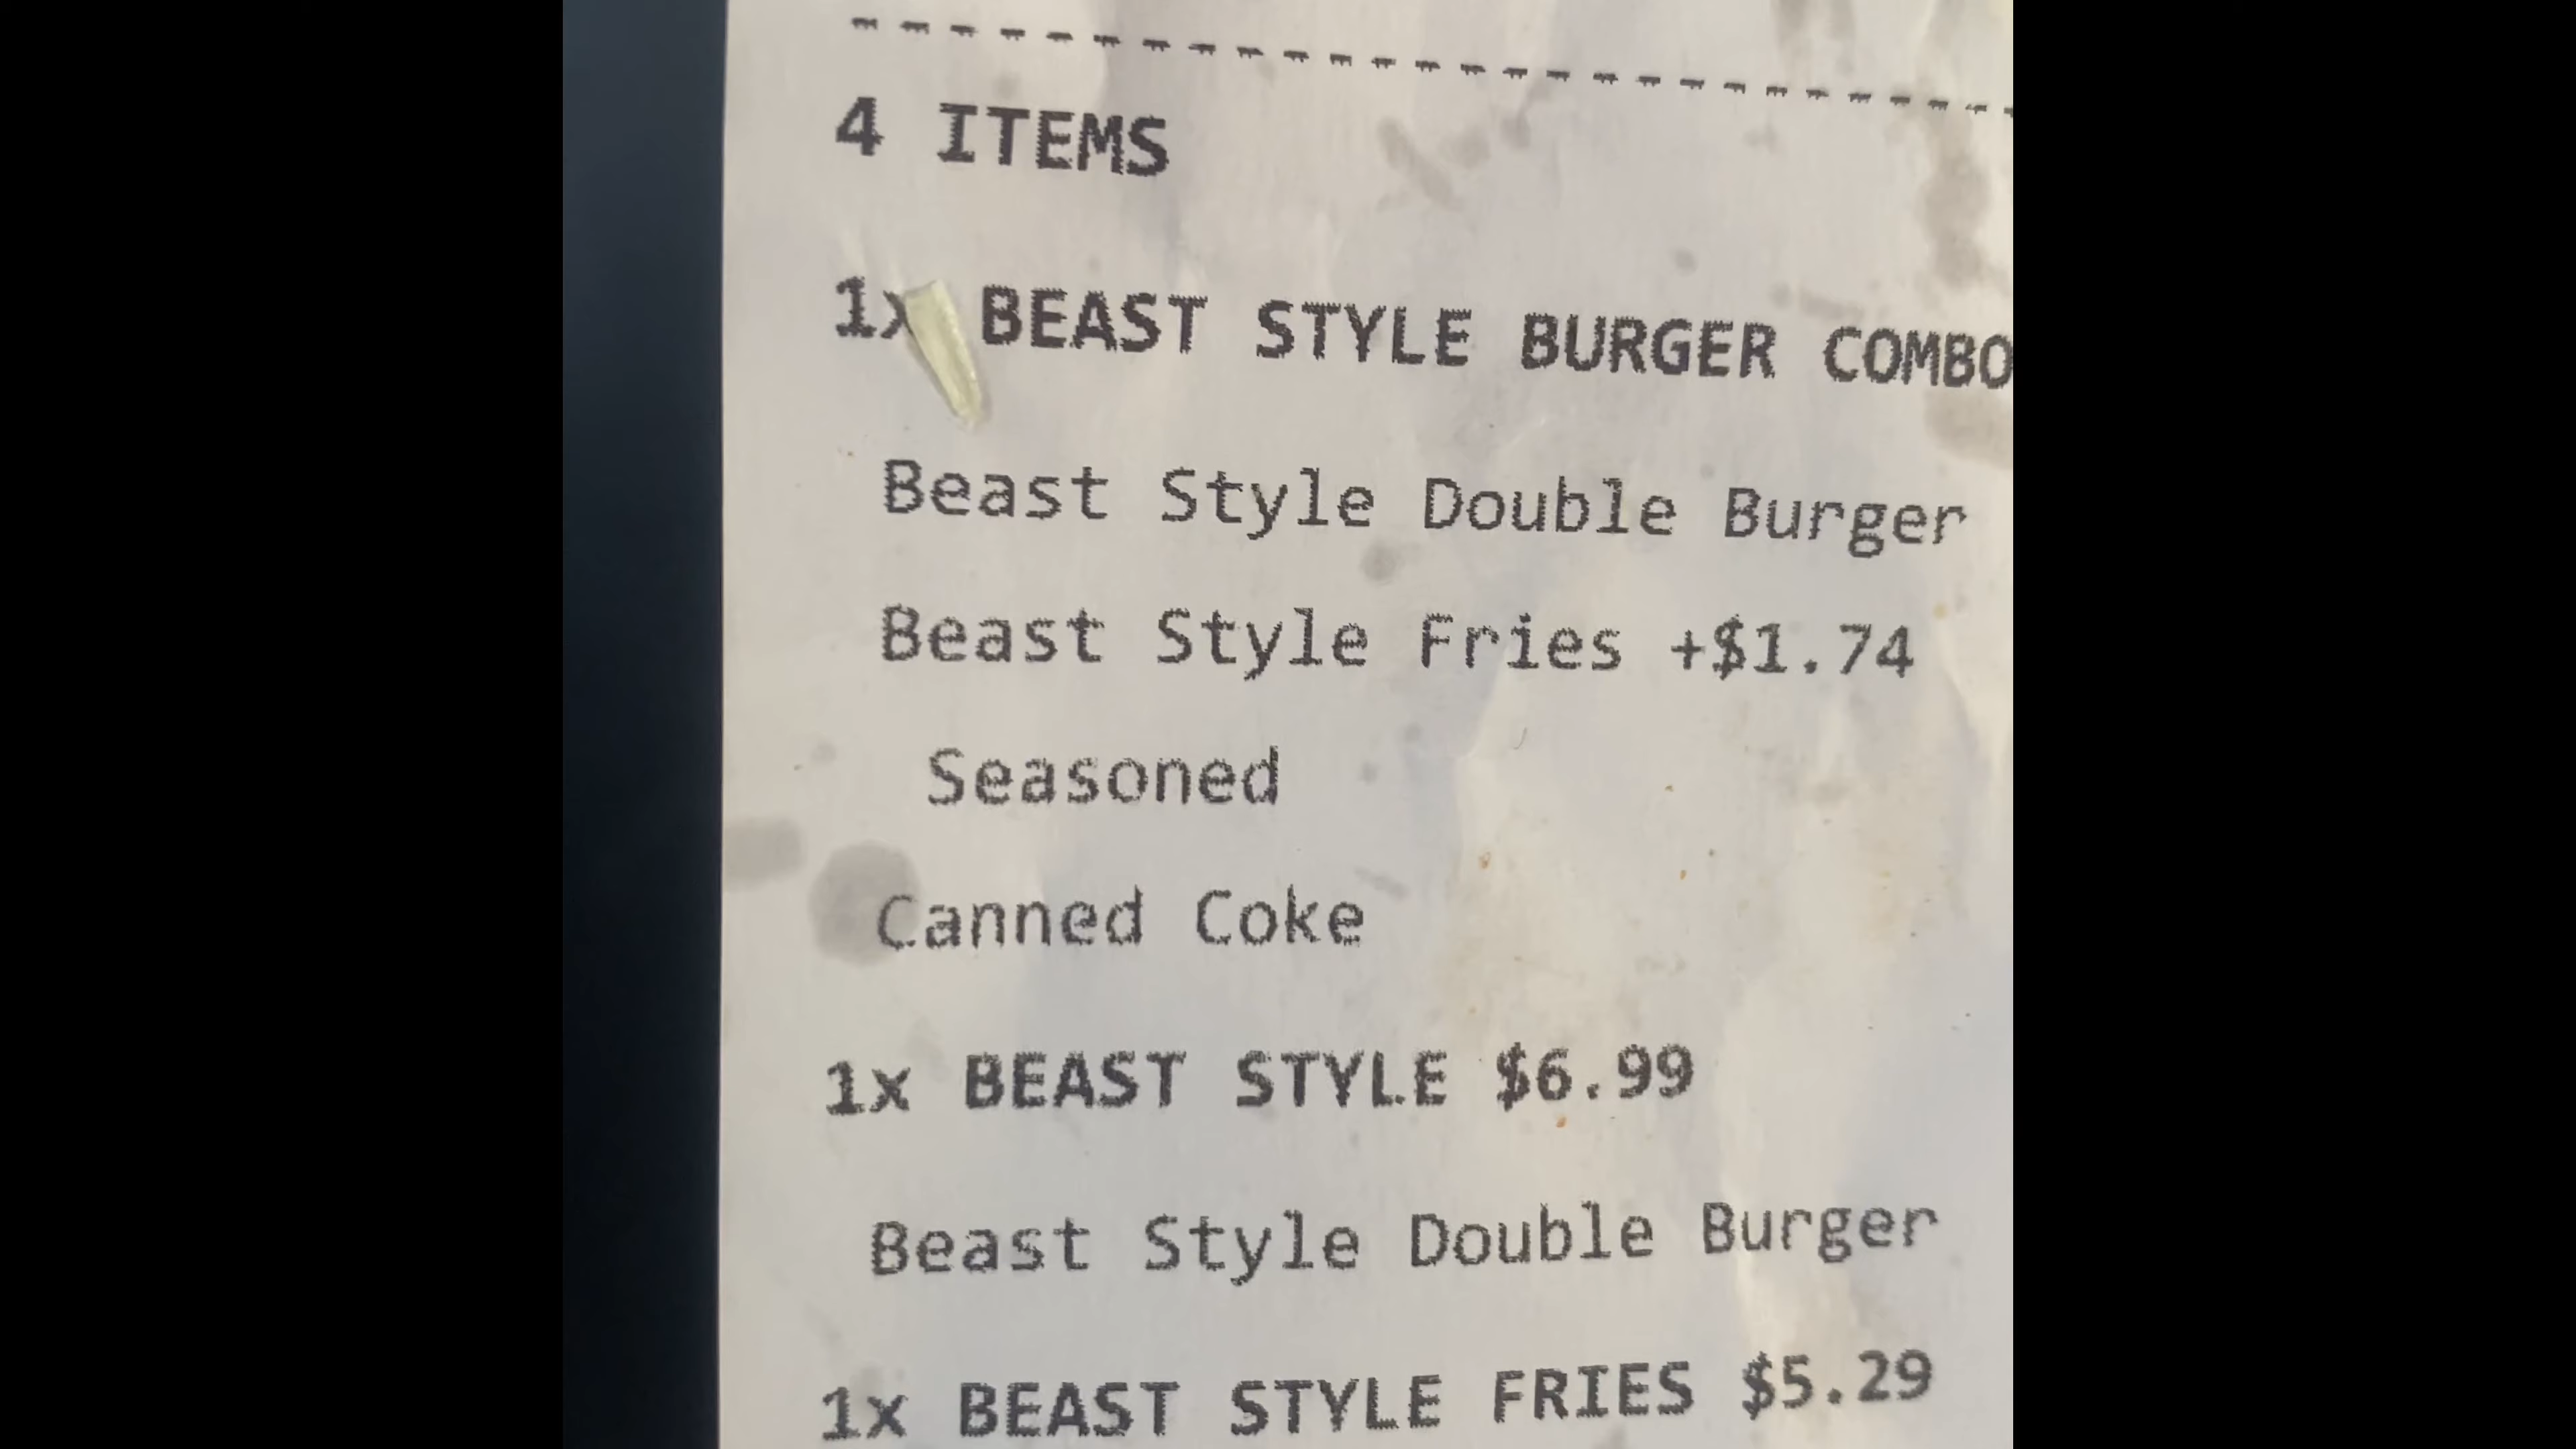 4 ITEMS
1x BEAST STYLE BURGER COMBO
Beast Style Double Burger
Beast Style Fries +$1.74
Seasoned
Canned Coke
1x BEAST STYLE $6.99
Beast Style Double Burger
1x BEAST STYLE FRIES $5.29